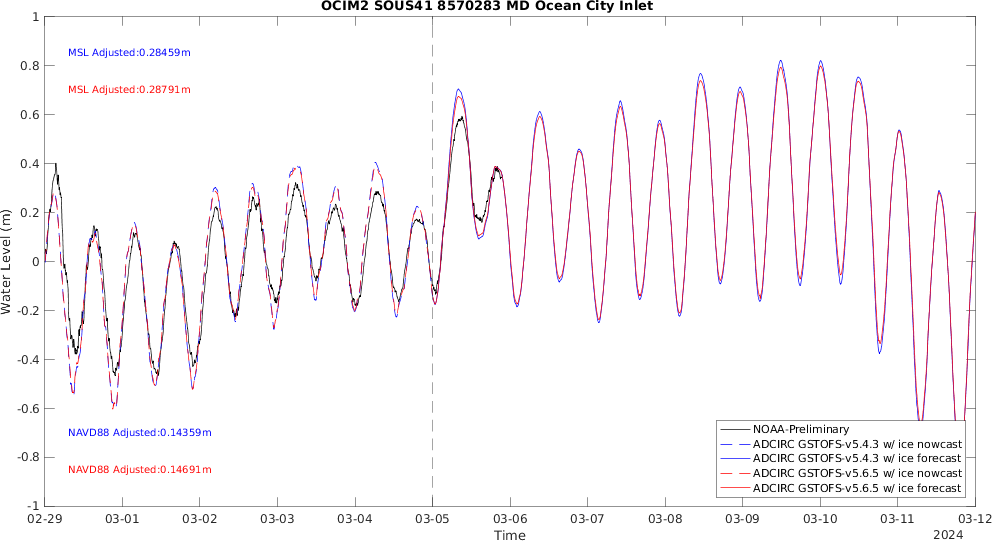 OCIM2 SOUS41 8570283 MD Ocean City Inlet
1
0.8
0.6
0.4
0.2
0
-0.2
-0.4
-0.6
-0.8
-1
Water Level (m)
MSL Adjusted:0.28459m
MSL Adjusted:0.28791m
NAVD88 Adjusted:0.14359m
NAVD88 Adjusted:0.14691m
NOAA-Preliminary
ADCIRC GSTOFS-v5.4.3 w/ ice nowcast
ADCIRC GSTOFS-v5.4.3 w/ ice forecast
ADCIRC GSTOFS-v5.6.5 w/ ice nowcast
ADCIRC GSTOFS-v5.6.5 w/ ice forecast
02-29 03-01 03-02 03-03 03-04 03-05 03-06 03-07 03-08 03-09 03-10 03-11 03-12
Time
2024